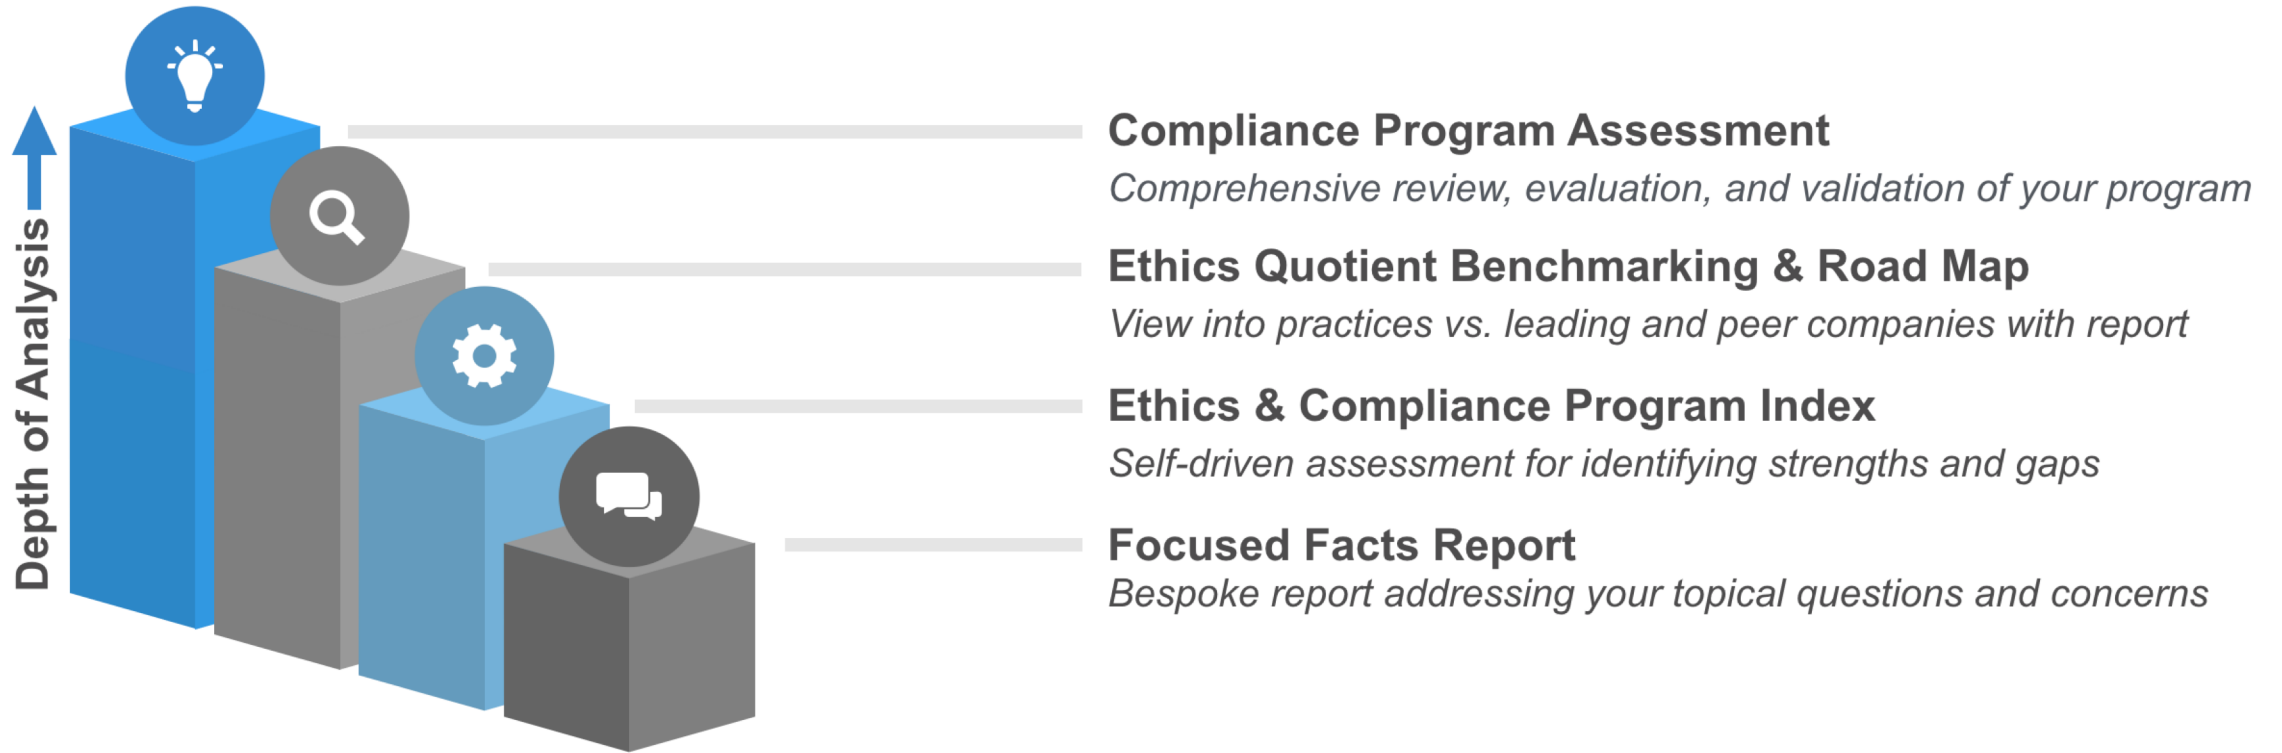 Depth of Analysis
Compliance Program Assessment
Comprehensive review, evaluation, and validation of your program
Ethics Quotient Benchmarking & Road Map
View into practices vs. leading and peer companies with report
Ethics & Compliance Program Index
Self-driven assessment for identifying strengths and gaps
Focused Facts Report
Bespoke report addressing your topical questions and concerns